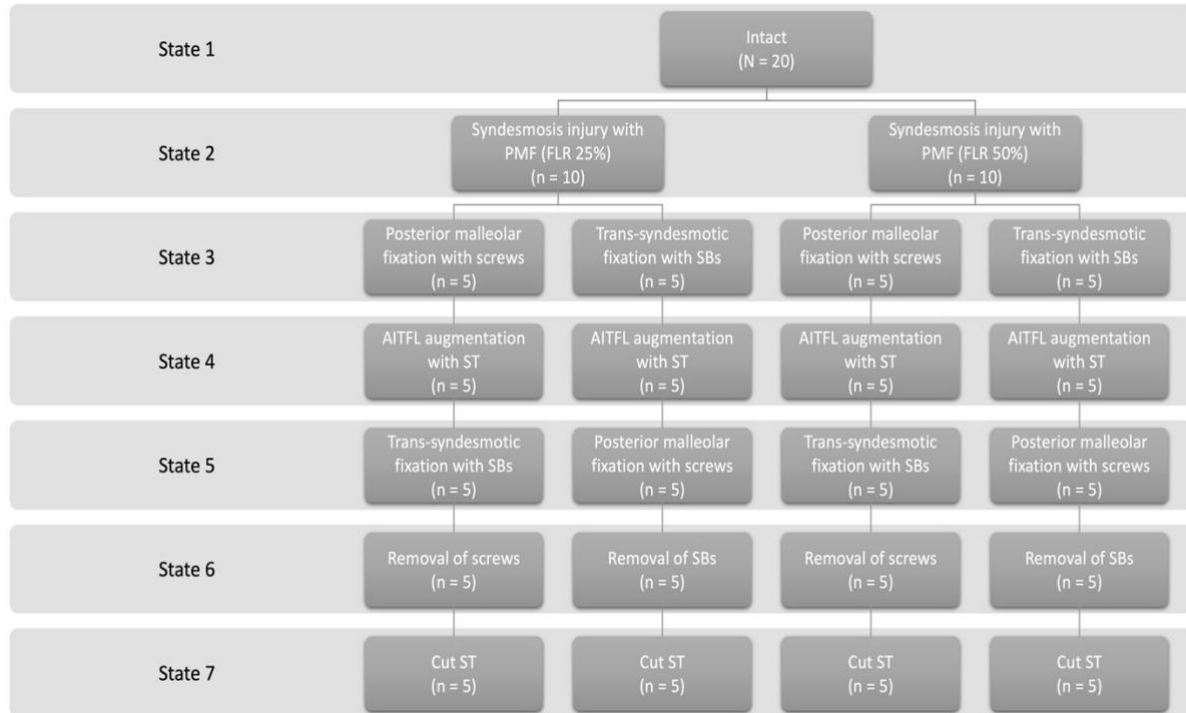 State 1
Intact
(N = 20)
State 2
Syndesmosis injury with
PMF (FLR 25%)
(n = 10)
Syndesmosis injury with
PMF (FLR 50%)
(n = 10)
State 3
Posterior malleolar
fixation with screws
(n = 5)
Trans-syndesmotic
fixation with SBs
(n = 5)
Posterior malleolar
fixation with screws
(n = 5)
Trans-syndesmotic
fixation with SBs
(n = 5)
State 4
AITFL augmentation
with ST
(n = 5)
AITFL augmentation
with ST
(n = 5)
AITFL augmentation
with ST
(n = 5)
AITFL augmentation
with ST
(n = 5)
State 5
Trans-syndesmotic
fixation with SBs
(n = 5)
Posterior malleolar
fixation with screws
(n = 5)
Trans-syndesmotic
fixation with SBs
(n = 5)
Posterior malleolar
fixation with screws
(n = 5)
State 6
Removal of screws
(n = 5)
Removal of SBs
(n = 5)
Removal of screws
(n = 5)
Removal of SBs
(n = 5)
State 7
Cut ST
(n = 5)
Cut ST
(n = 5)
Cut ST
(n = 5)
Cut ST
(n = 5)